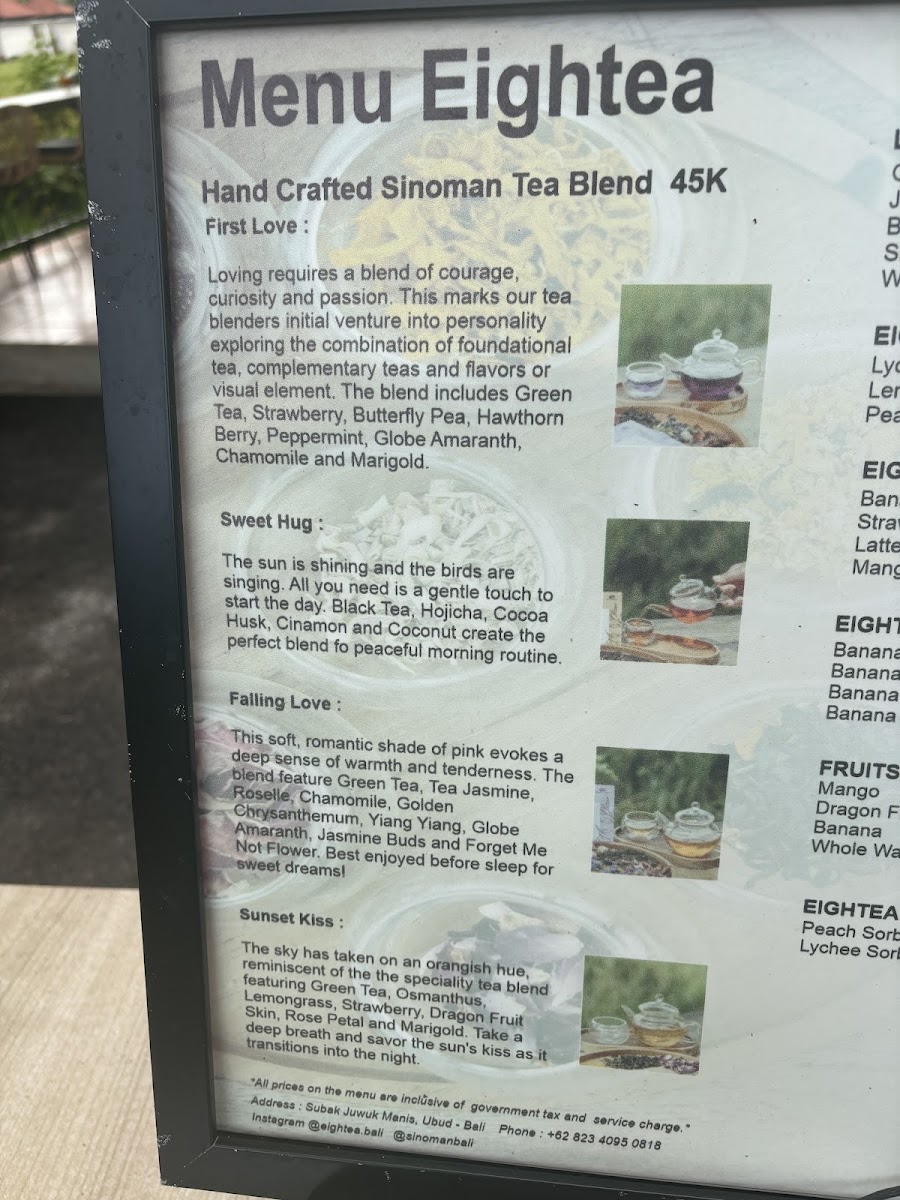 Menu Eightea
Hand Crafted Sinoman Tea Blend 45K
First Love :
Loving requires a blend of courage,
curiosity and passion. This marks our tea
blenders initial venture into personality
exploring the combination of foundational
tea, complementary teas and flavors or
visual element. The blend includes Green
Tea, Strawberry, Butterfly Pea, Hawthorn
Berry, Peppermint, Globe Amaranth,
Chamomile and Marigold.
Sweet Hug :
The sun is shining and the birds are
singing. All you need is a gentle touch to
start the day. Black Tea, Hojicha, Cocoa
Husk, Cinamon and Coconut create the
perfect blend fo peaceful morning routine.
Falling Love :
This soft, romantic shade of pink evokes a
deep sense of warmth and tenderness. The
blend feature Green Tea, Tea Jasmine,
Roselle, Chamomile, Golden
Chrysanthemum, Yiang Yiang, Globe
Amaranth, Jasmine Buds and Forget Me
Not Flower. Best enjoyed before sleep for
sweet dreams!
Sunset Kiss :
The sky has taken on an orangish hue,
reminiscent of the the speciality tea blend
featuring Green Tea, Osmanthus,
Lemongrass, Strawberry, Dragon Fruit
Skin, Rose Petal and Marigold. Take a
deep breath and savor the sun's kiss as it
transitions into the night.
*All prices on the menu are inclusive of government tax and service charge.*
Address : Subak Juwuk Manis, Ubud - Bali Phone : +62 823 4095 0818
Instagram @eightea.bali @sinomanbali
Banana
Banana
Banana
Banana
FRUITS
Mango
Dragon F
Banana
Whole Wa
EIGHTEA
Peach Sorb
Lychee Sorb